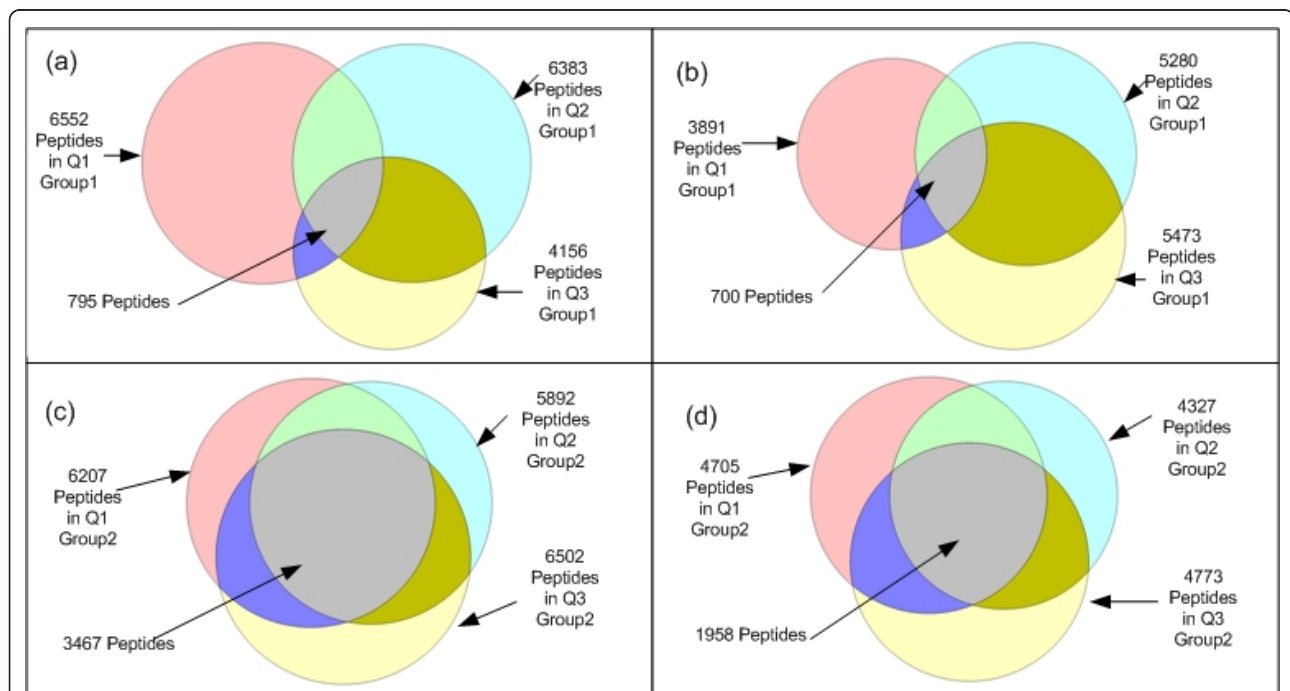 (a)
6552
Peptides
in Q1
Group1
6383
Peptides
in Q2
Group1
4156
Peptides
in Q3
Group1
795 Peptides
(b)
3891
Peptides
in Q1
Group1
5280
Peptides
in Q2
Group1
5473
Peptides
in Q3
Group1
700 Peptides
(c)
6207
Peptides
in Q1
Group2
5892
Peptides
in Q2
Group2
6502
Peptides
in Q3
Group2
3467 Peptides
(d)
4705
Peptides
in Q1
Group2
4327
Peptides
in Q2
Group2
4773
Peptides
in Q3
Group2
1958 Peptides